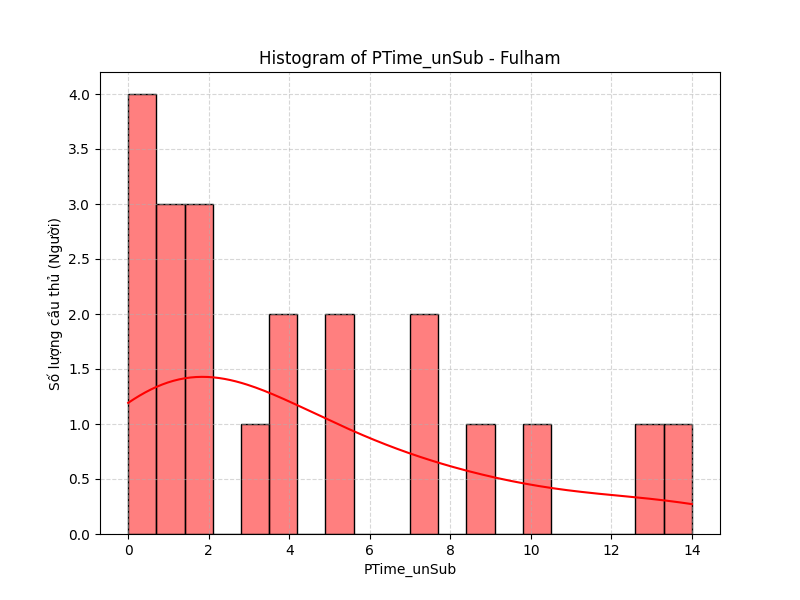 Histogram of PTime_unSub - Fulham
Số lượng cầu thủ (Người)
4.0
3.5
3.0
2.5
2.0
1.5
1.0
0.5
0.0
0 2 4 6 8 10 12 14
PTime_unSub